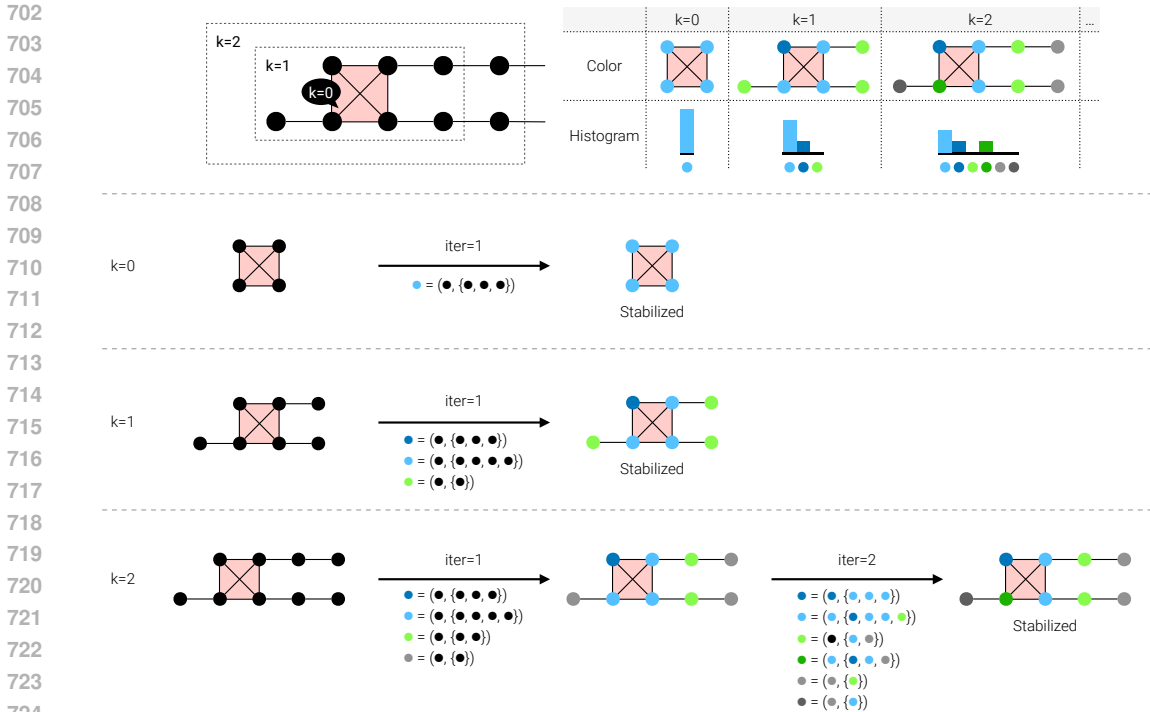 702
703
704
705
706
707
708
709
710
711
712
713
714
715
716
717
718
719
720
721
722
723
724
k=2
k=1
k=0
k=0 k=1 k=2 ...
Color
Histogram
k=0
iter=1
● = (●, {●, ●, ●})
Stabilized
k=1
iter=1
● = (●, {●, ●, ●})
● = (●, {●, ●, ●, ●})
● = (●, {●})
Stabilized
k=2
iter=1
● = (●, {●, ●, ●})
● = (●, {●, ●, ●, ●})
● = (●, {●, ●})
● = (●, {●})
iter=2
● = (●, {●, ●, ●})
● = (●, {●, ●, ●, ●})
● = (●, {●, ●})
● = (●, {●, ●, ●})
● = (●, {●})
● = (●, {●})
Stabilized